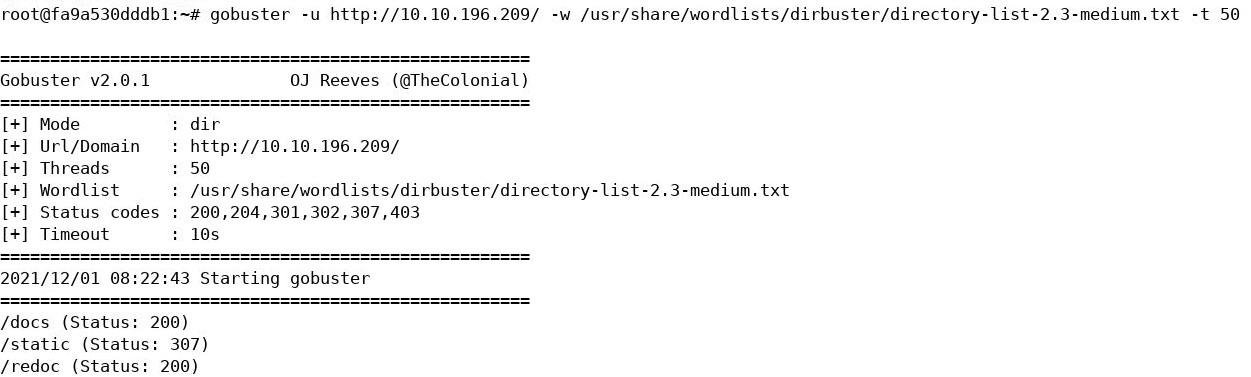 root@fa9a530dddb1:~# gobuster -u http://10.10.196.209/ -w /usr/share/wordlists/dirbuster/directory-list-2.3-medium.txt -t 50
=====================================================
Gobuster v2.0.1              OJ Reeves (@TheColonial)
=====================================================
[+] Mode         : dir
[+] Url/Domain   : http://10.10.196.209/
[+] Threads      : 50
[+] Wordlist     : /usr/share/wordlists/dirbuster/directory-list-2.3-medium.txt
[+] Status codes : 200,204,301,302,307,403
[+] Timeout      : 10s
=====================================================
2021/12/01 08:22:43 Starting gobuster
=====================================================
/docs (Status: 200)
/static (Status: 307)
/redoc (Status: 200)